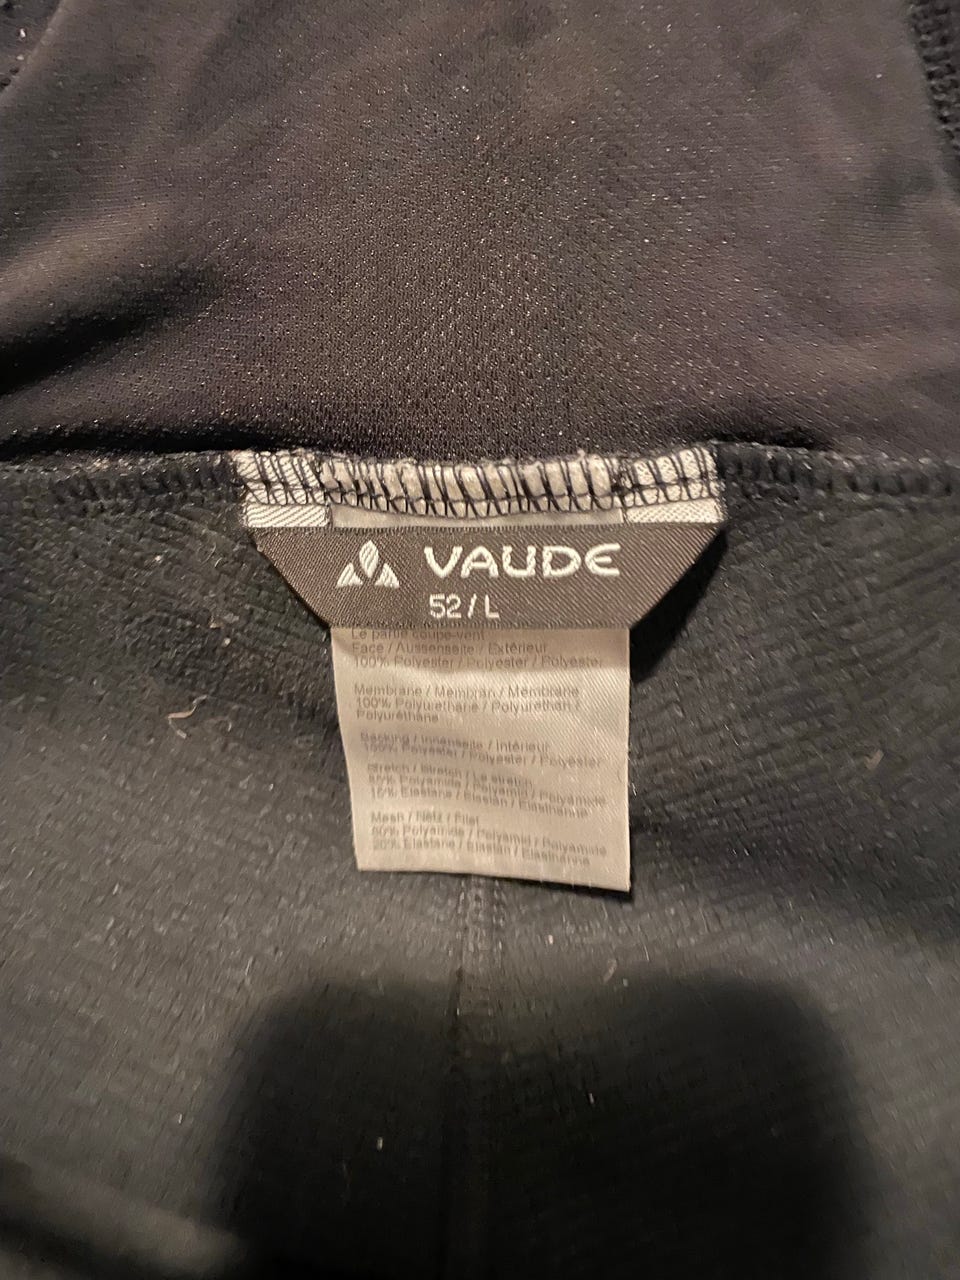 VAUDE
52 / L
Le partie coupe-vent
Face / Aussenseite / Extérieur
100% Polyester / Polyester / Polyester
Membrane / Membran / Membrane
100% Polyurethane / Polyurethan /
Polyuréthane
Backing / Innenseite / Intérieur
100% Polyester / Polyester / Polyester
Stretch / Stretch / Le stretch
Polyamide / Polyamid / Polyamide
Elastane / Elastan / Elasthanne
Mesh / Netz / Filet
80% Polyamide / Polyamid / Polyamide
20% Elastane / Elastan / Elasthanne